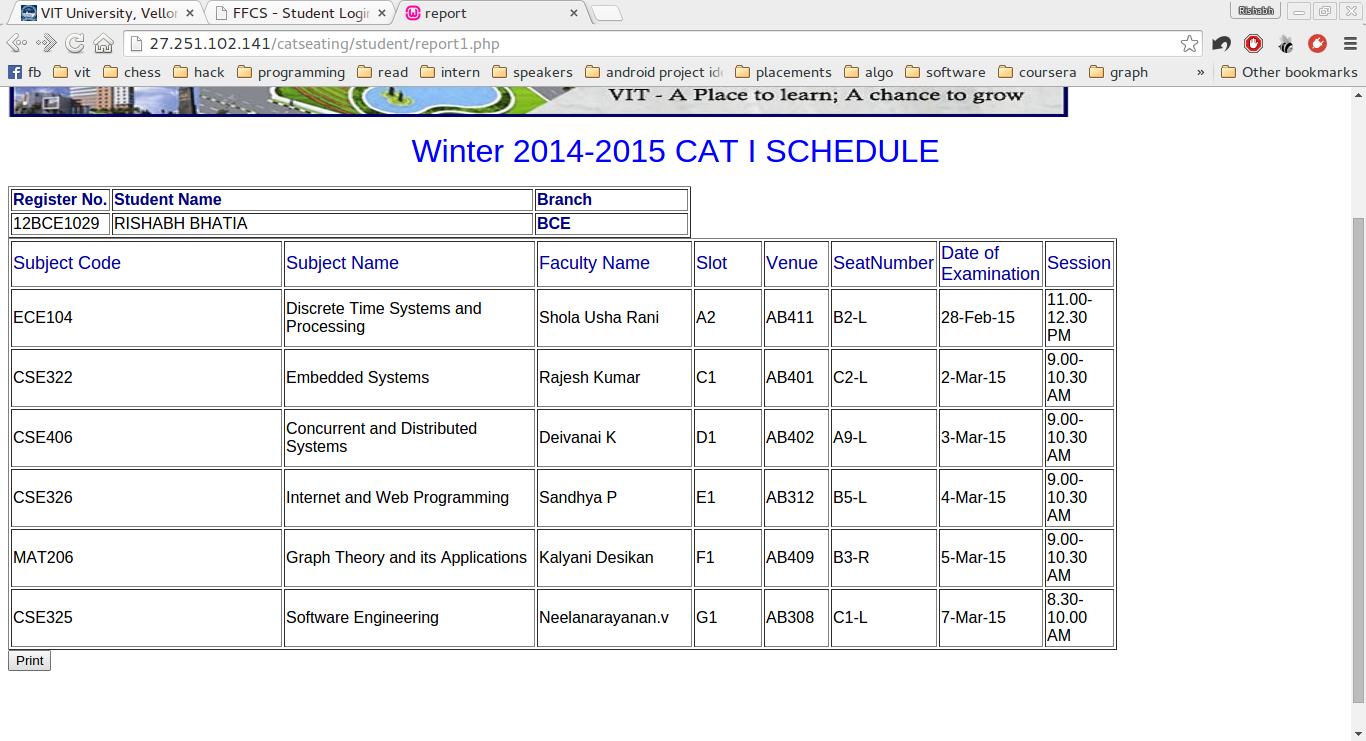 VIT University, Vellor
FFCS - Student Login
report
Rishabh
27.251.102.141/catseating/student/report1.php
fb vit chess hack programming read intern speakers android project ide placements algo software coursera graph » Other bookmarks
VIT - A Place to learn; A chance to grow
Winter 2014-2015 CAT I SCHEDULE
Register No. Student Name Branch
12BCE1029 RISHABH BHATIA BCE
Subject Code Subject Name Faculty Name Slot Venue SeatNumber Date of Examination Session
ECE104 Discrete Time Systems and Processing Shola Usha Rani A2 AB411 B2-L 28-Feb-15 11.00-12.30 PM
CSE322 Embedded Systems Rajesh Kumar C1 AB401 C2-L 2-Mar-15 9.00-10.30 AM
CSE406 Concurrent and Distributed Systems Deivanai K D1 AB402 A9-L 3-Mar-15 9.00-10.30 AM
CSE326 Internet and Web Programming Sandhya P E1 AB312 B5-L 4-Mar-15 9.00-10.30 AM
MAT206 Graph Theory and its Applications Kalyani Desikan F1 AB409 B3-R 5-Mar-15 9.00-10.30 AM
CSE325 Software Engineering Neelanarayanan.v G1 AB308 C1-L 7-Mar-15 8.30-10.00 AM
Print